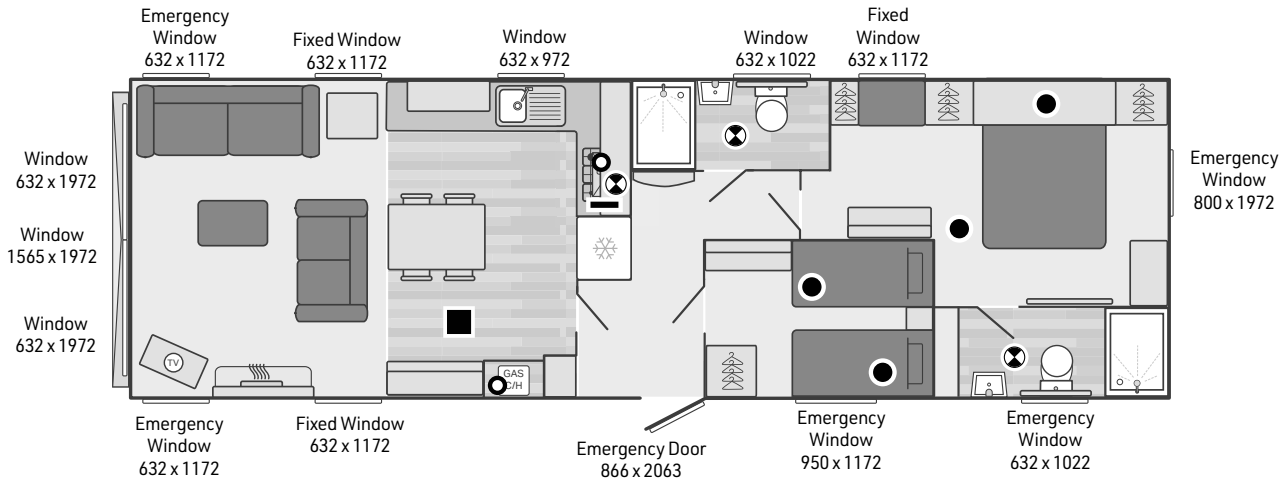 Emergency
Window
632 x 1172
Fixed Window
632 x 1172
Window
632 x 972
Window
632 x 1022
Fixed
Window
632 x 1172
Window
632 x 1972
Window
1565 x 1972
Window
632 x 1972
Emergency
Window
800 x 1972
TV
GAS
C/H
Emergency
Window
632 x 1172
Fixed Window
632 x 1172
Emergency Door
866 x 2063
Emergency
Window
950 x 1172
Emergency
Window
632 x 1022